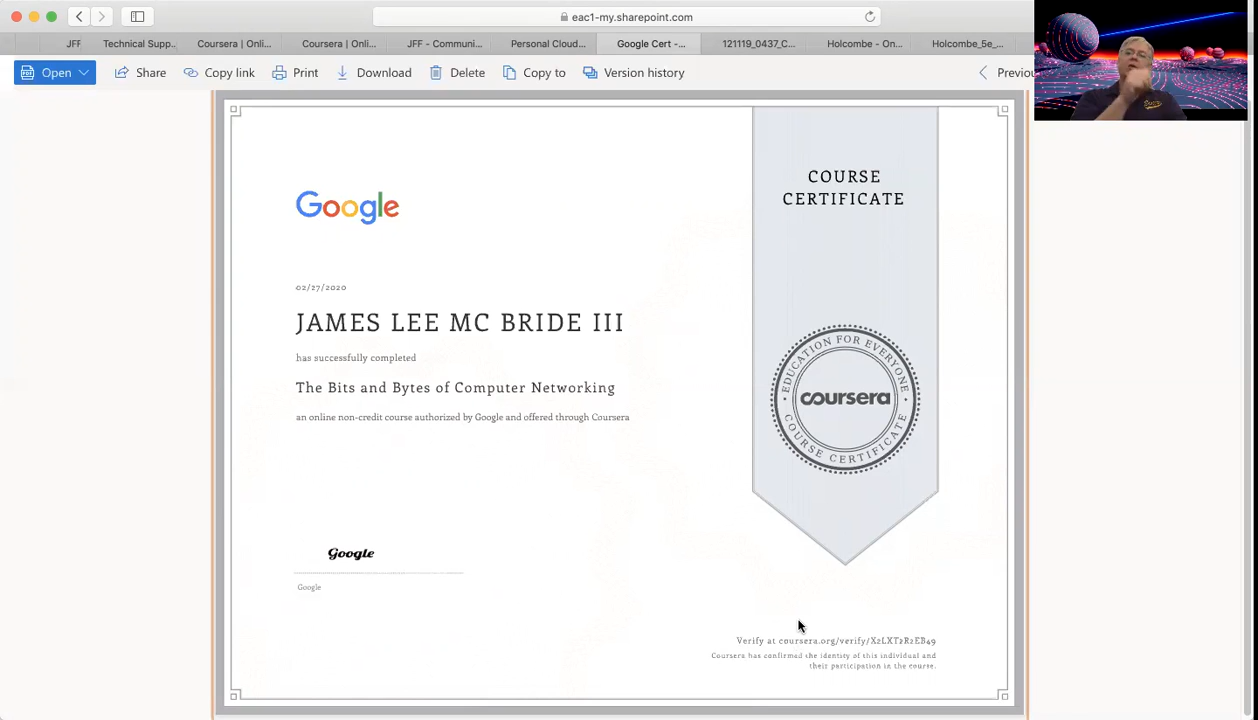 eac1-my.sharepoint.com
JFF
Technical Supp...
Coursera | Onli...
Coursera | Onli...
JFF - Communi...
Personal Cloud...
Google Cert -...
121119_0437_C...
Holcombe - On...
Holcombe_5e_...
Open
Share
Copy link
Print
Download
Delete
Copy to
Version history
Previou
COURSE
CERTIFICATE
Google
02/27/2020
JAMES LEE MC BRIDE III
has successfully completed
The Bits and Bytes of Computer Networking
an online non-credit course authorized by Google and offered through Coursera
EDUCATION FOR EVERYONE
coursera
COURSE CERTIFICATE
Google
Google
Verify at coursera.org/verify/X2LXT2R2EB49
Coursera has confirmed the identity of this individual and
their participation in the course.